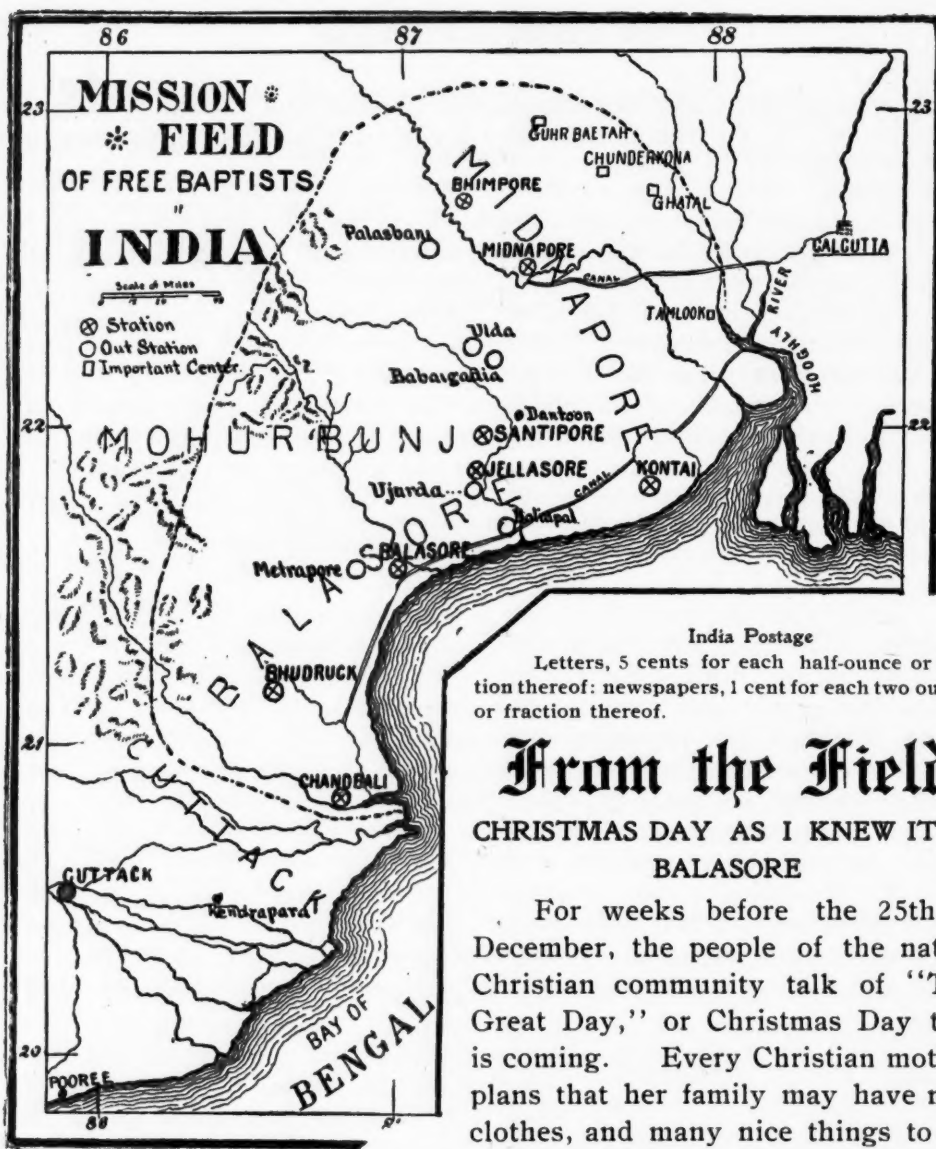 86 87 88
23 23
MISSION
FIELD
OF FREE BAPTISTS
"
INDIA
Scale of Miles
Station
Out Station
Important Center
GUHR BAETAH
CHUNDERKONA
GHATAL
BHIMPORE
Palasbani
MIDNAPORE
CANAL
CALCUTTA
TAMLOOK
RIVER
HOOGHLY
MIDNAPORE
Ulda
Babaigadia
Dantoon
22 22
MOHURBUNJ
SANTIPORE
JELLASORE
KONTAI
Ujurda
CANAL
BALASORE
Metrapore
BALASORE
BHUDRUCK
21
CHANDBALI
CUTTACK
CUTTACK
Kendrapara
20
POOREE
BAY OF
BENGAL
India Postage
Letters, 5 cents for each half-ounce or
tion thereof: newspapers, 1 cent for each two ou
or fraction thereof.
From the Field
CHRISTMAS DAY AS I KNEW IT
BALASORE
For weeks before the 25th
December, the people of the nat
Christian community talk of "T
Great Day," or Christmas Day t
is coming. Every Christian mot
plans that her family may have n
clothes, and many nice things to